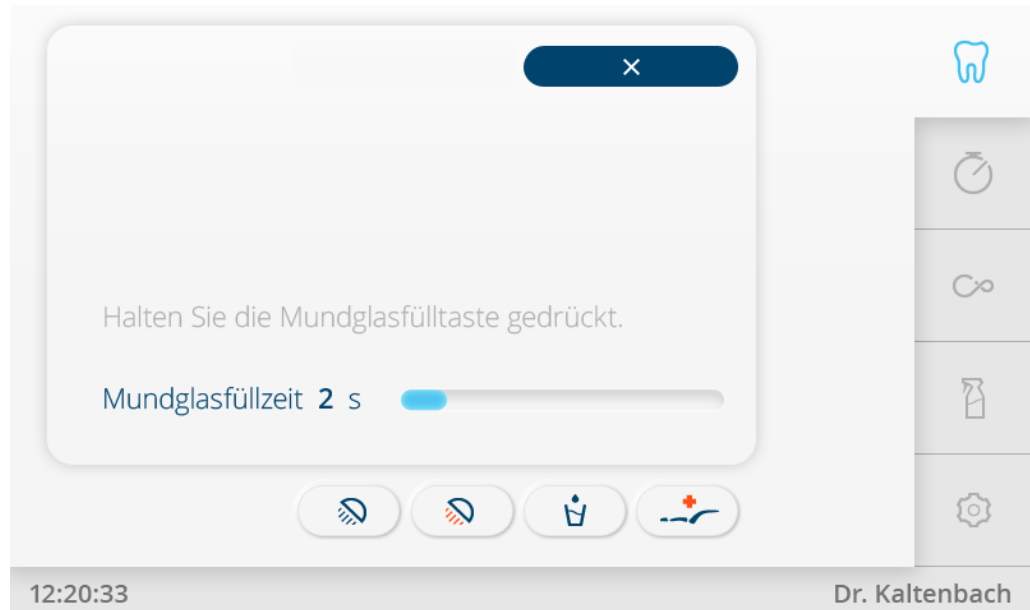 Halten Sie die Mundglasfülltaste gedrückt.
Mundglasfüllzeit 2 s
12:20:33
Dr. Kaltenbach